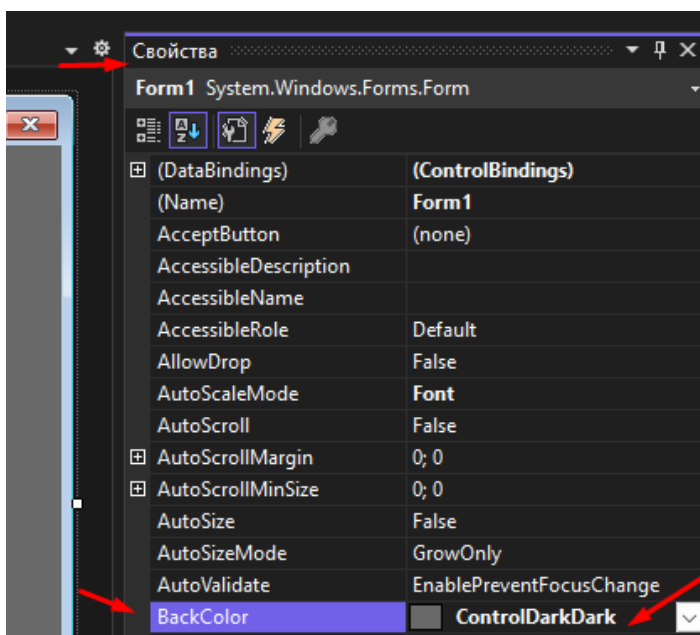 Свойства
Form1 System.Windows.Forms.Form
(DataBindings) (ControlBindings)
(Name) Form1
AcceptButton (none)
AccessibleDescription
AccessibleName
AccessibleRole Default
AllowDrop False
AutoScaleMode Font
AutoScroll False
AutoScrollMargin 0; 0
AutoScrollMinSize 0; 0
AutoSize False
AutoSizeMode GrowOnly
AutoValidate EnablePreventFocusChange
BackColor ControlDarkDark